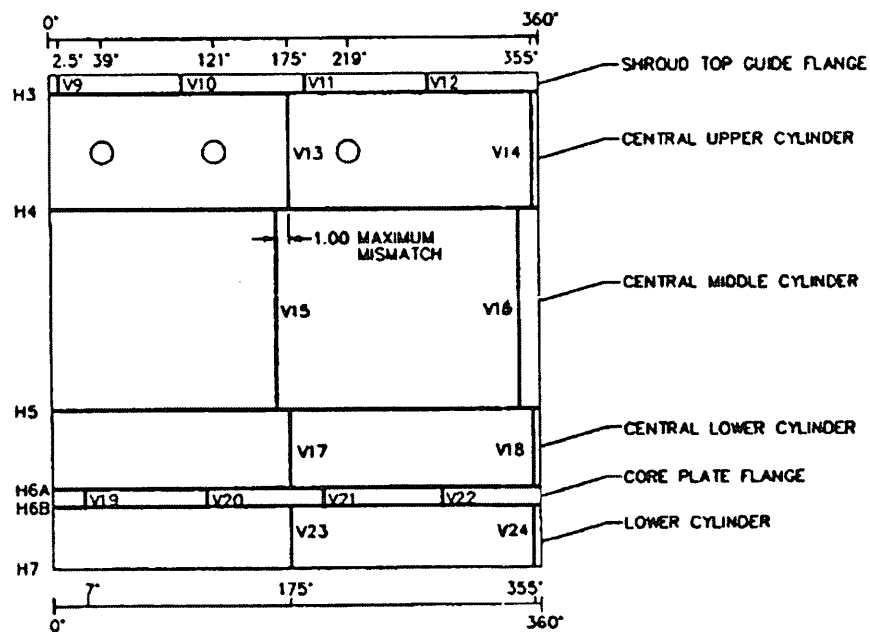 0° 360°
2.5° 39° 121° 175° 219° 355°
V9 V10 V11 V12
SHROUD TOP GUIDE FLANGE
H3
V13 V14
CENTRAL UPPER CYLINDER
H4
1.00 MAXIMUM
MISMATCH
CENTRAL MIDDLE CYLINDER
V15 V16
H5
V17 V18
CENTRAL LOWER CYLINDER
H6A
V19 V20 V21 V22
CORE PLATE FLANGE
H6B
V23 V24
LOWER CYLINDER
H7
7° 175° 355°
0° 360°